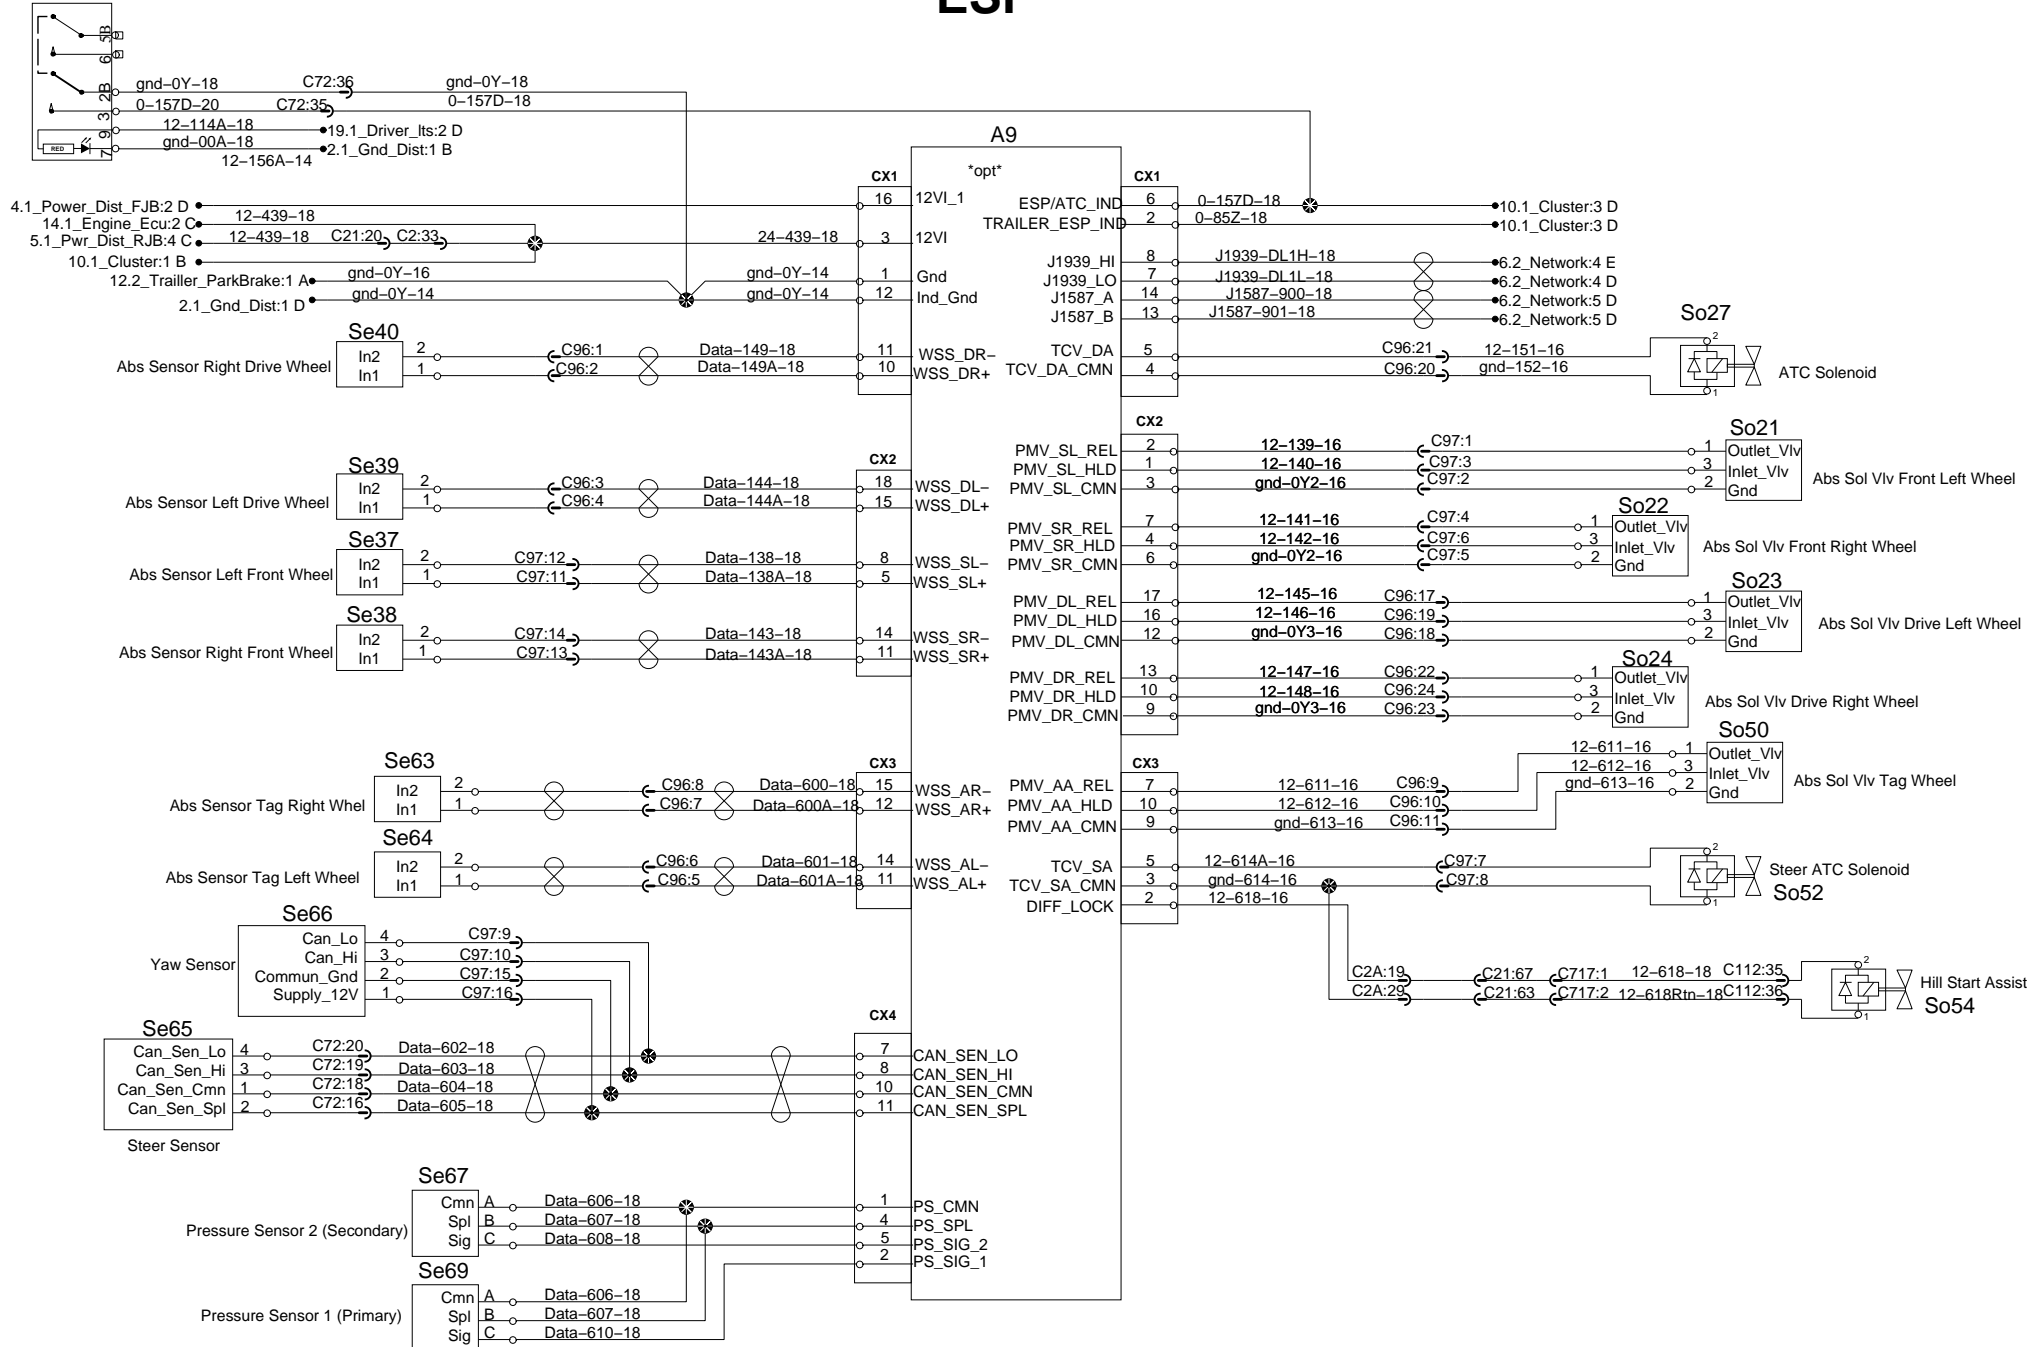 5B
6
2B
3
9
7
RED
gnd–0Y–18 C72:36 gnd–0Y–18
0–157D–20 C72:35 0–157D–18
12–114A–18 19.1_Driver_lts:2 D
gnd–00A–18 2.1_Gnd_Dist:1 B
12–156A–14
A9
*opt*
CX1
4.1_Power_Dist_FJB:2 D 16 12VI_1
14.1_Engine_Ecu:2 C 12–439–18
5.1_Pwr_Dist_RJB:4 C 12–439–18 C21:20 C2:33 24–439–18 3 12VI
10.1_Cluster:1 B
12.2_Trailler_ParkBrake:1 A gnd–0Y–16 gnd–0Y–14 1 Gnd
2.1_Gnd_Dist:1 D gnd–0Y–14 gnd–0Y–14 12 Ind_Gnd
Se40
Abs Sensor Right Drive Wheel
In2 2 C96:1 Data–149–18 11 WSS_DR–
In1 1 C96:2 Data–149A–18 10 WSS_DR+
CX2
Se39
Abs Sensor Left Drive Wheel
In2 2 C96:3 Data–144–18 18 WSS_DL–
In1 1 C96:4 Data–144A–18 15 WSS_DL+
Se37
Abs Sensor Left Front Wheel
In2 2 C97:12 Data–138–18 8 WSS_SL–
In1 1 C97:11 Data–138A–18 5 WSS_SL+
Se38
Abs Sensor Right Front Wheel
In2 2 C97:14 Data–143–18 14 WSS_SR–
In1 1 C97:13 Data–143A–18 11 WSS_SR+
CX3
Se63
Abs Sensor Tag Right Whel
In2 2 C96:8 Data–600–18 15 WSS_AR–
In1 1 C96:7 Data–600A–18 12 WSS_AR+
Se64
Abs Sensor Tag Left Wheel
In2 2 C96:6 Data–601–18 14 WSS_AL–
In1 1 C96:5 Data–601A–18 11 WSS_AL+
Se66
Yaw Sensor
Can_Lo 4 C97:9
Can_Hi 3 C97:10
Commun_Gnd 2 C97:15
Supply_12V 1 C97:16
CX4
Se65
Can_Sen_Lo 4 C72:20 Data–602–18 7 CAN_SEN_LO
Can_Sen_Hi 3 C72:19 Data–603–18 8 CAN_SEN_HI
Can_Sen_Cmn 1 C72:18 Data–604–18 10 CAN_SEN_CMN
Can_Sen_Spl 2 C72:16 Data–605–18 11 CAN_SEN_SPL
Steer Sensor
Se67
Pressure Sensor 2 (Secondary)
Cmn A Data–606–18 1 PS_CMN
Spl B Data–607–18 4 PS_SPL
Sig C Data–608–18 5 PS_SIG_2
2 PS_SIG_1
Se69
Pressure Sensor 1 (Primary)
Cmn A Data–606–18
Spl B Data–607–18
Sig C Data–610–18
CX1
ESP/ATC_IND 6 0–157D–18 10.1_Cluster:3 D
TRAILER_ESP_IND 2 0–85Z–18 10.1_Cluster:3 D
J1939_HI 8 J1939–DL1H–18 6.2_Network:4 E
J1939_LO 7 J1939–DL1L–18 6.2_Network:4 D
J1587_A 14 J1587–900–18 6.2_Network:5 D
J1587_B 13 J1587–901–18 6.2_Network:5 D
So27
TCV_DA 5 C96:21 12–151–16 2
TCV_DA_CMN 4 C96:20 gnd–152–16 1
ATC Solenoid
CX2
So21
PMV_SL_REL 2 12–139–16 C97:1 1 Outlet_Vlv
PMV_SL_HLD 1 12–140–16 C97:3 3 Inlet_Vlv
PMV_SL_CMN 3 gnd–0Y2–16 C97:2 2 Gnd
Abs Sol Vlv Front Left Wheel
So22
PMV_SR_REL 7 12–141–16 C97:4 1 Outlet_Vlv
PMV_SR_HLD 4 12–142–16 C97:6 3 Inlet_Vlv
PMV_SR_CMN 6 gnd–0Y2–16 C97:5 2 Gnd
Abs Sol Vlv Front Right Wheel
So23
PMV_DL_REL 17 12–145–16 C96:17 1 Outlet_Vlv
PMV_DL_HLD 16 12–146–16 C96:19 3 Inlet_Vlv
PMV_DL_CMN 12 gnd–0Y3–16 C96:18 2 Gnd
Abs Sol Vlv Drive Left Wheel
So24
PMV_DR_REL 13 12–147–16 C96:22 1 Outlet_Vlv
PMV_DR_HLD 10 12–148–16 C96:24 3 Inlet_Vlv
PMV_DR_CMN 9 gnd–0Y3–16 C96:23 2 Gnd
Abs Sol Vlv Drive Right Wheel
CX3
So50
12–611–16 1 Outlet_Vlv
12–612–16 3 Inlet_Vlv
gnd–613–16 2 Gnd
Abs Sol Vlv Tag Wheel
PMV_AA_REL 7 12–611–16 C96:9
PMV_AA_HLD 10 12–612–16 C96:10
PMV_AA_CMN 9 gnd–613–16 C96:11
TCV_SA 5 12–614A–16 C97:7 2
TCV_SA_CMN 3 gnd–614–16 C97:8 1
DIFF_LOCK 2 12–618–16
Steer ATC Solenoid
So52
C2A:19 C21:67 C717:1 12–618–18 C112:35 2
C2A:29 C21:63 C717:2 12–618Rtn–18 C112:36 1
Hill Start Assist
So54